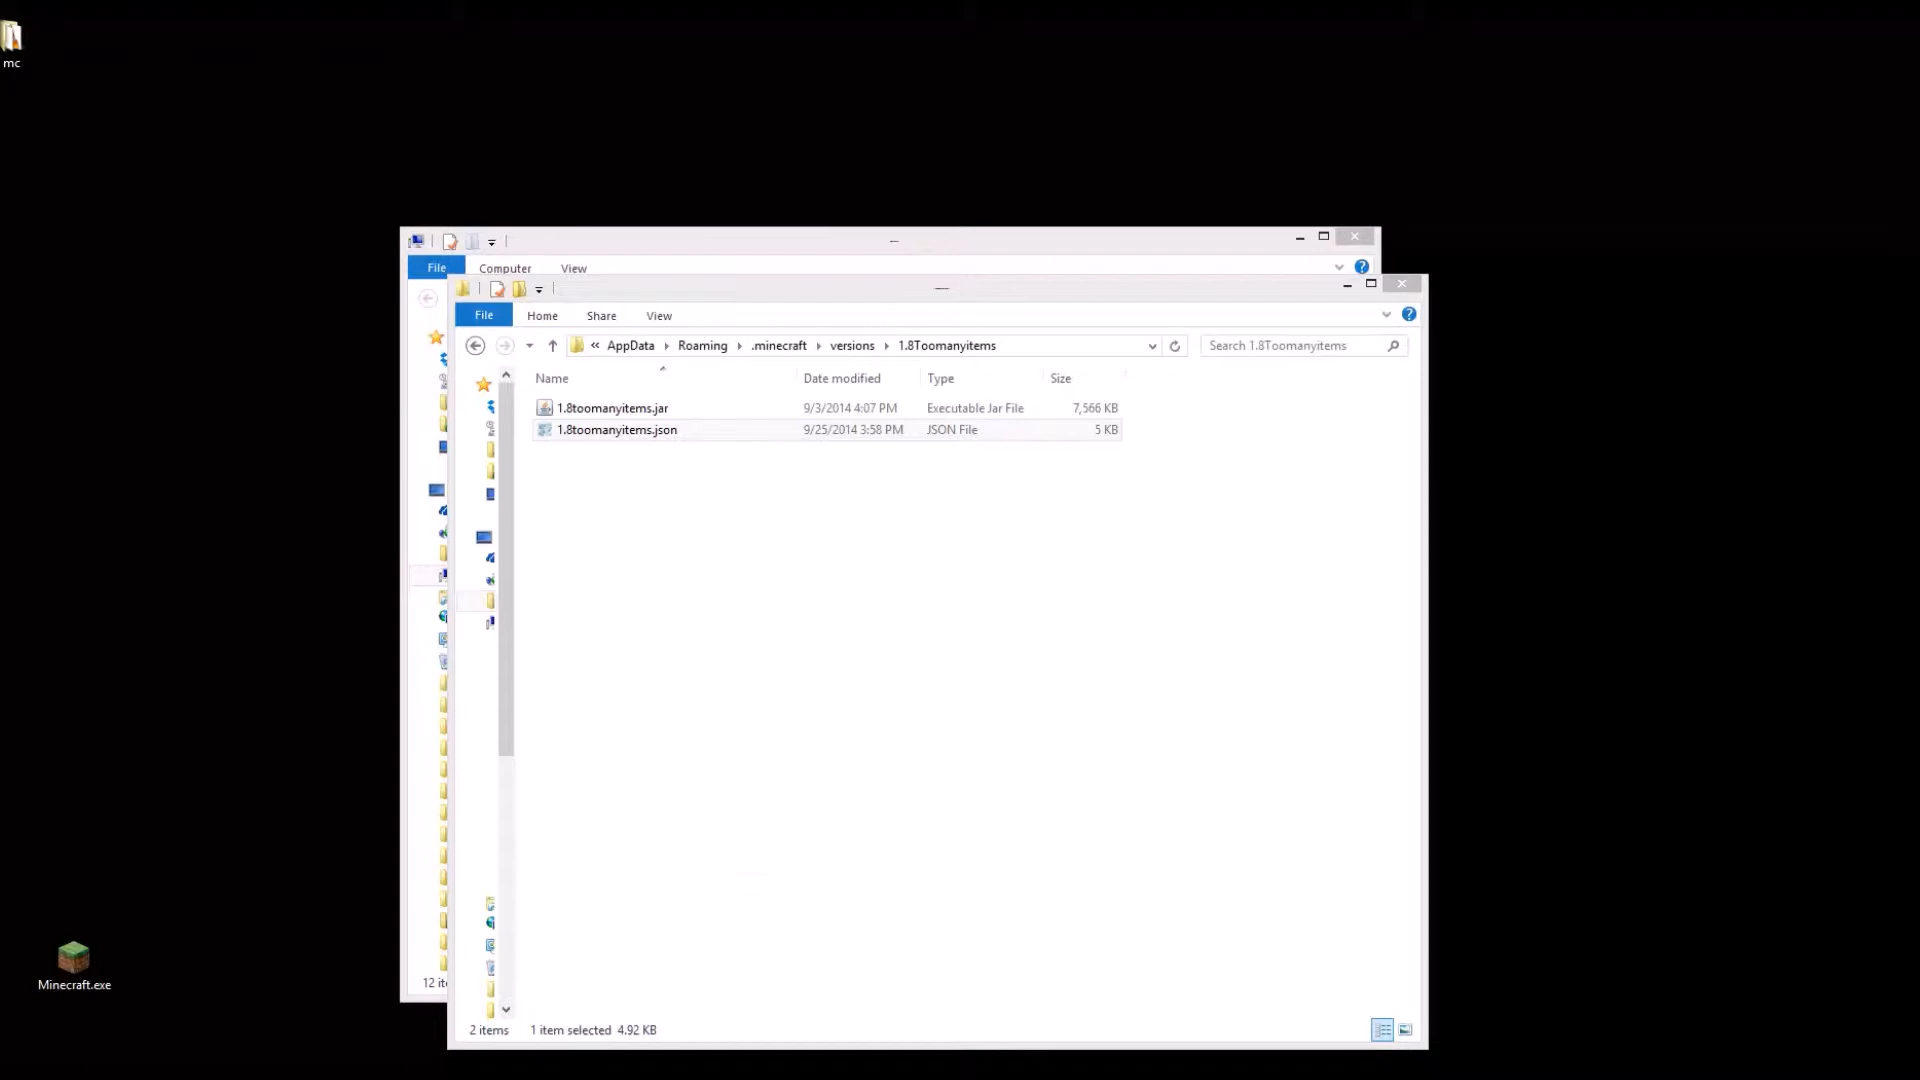 mc
File
Computer
View
File
Home
Share
View
« AppData Roaming .minecraft versions 1.8Toomanyitems
Search 1.8Toomanyitems
Name Date modified Type Size
1.8toomanyitems.jar 9/3/2014 4:07 PM Executable Jar File 7,566 KB
1.8toomanyitems.json 9/25/2014 3:58 PM JSON File 5 KB
Minecraft.exe
12
2 items 1 item selected 4.92 KB